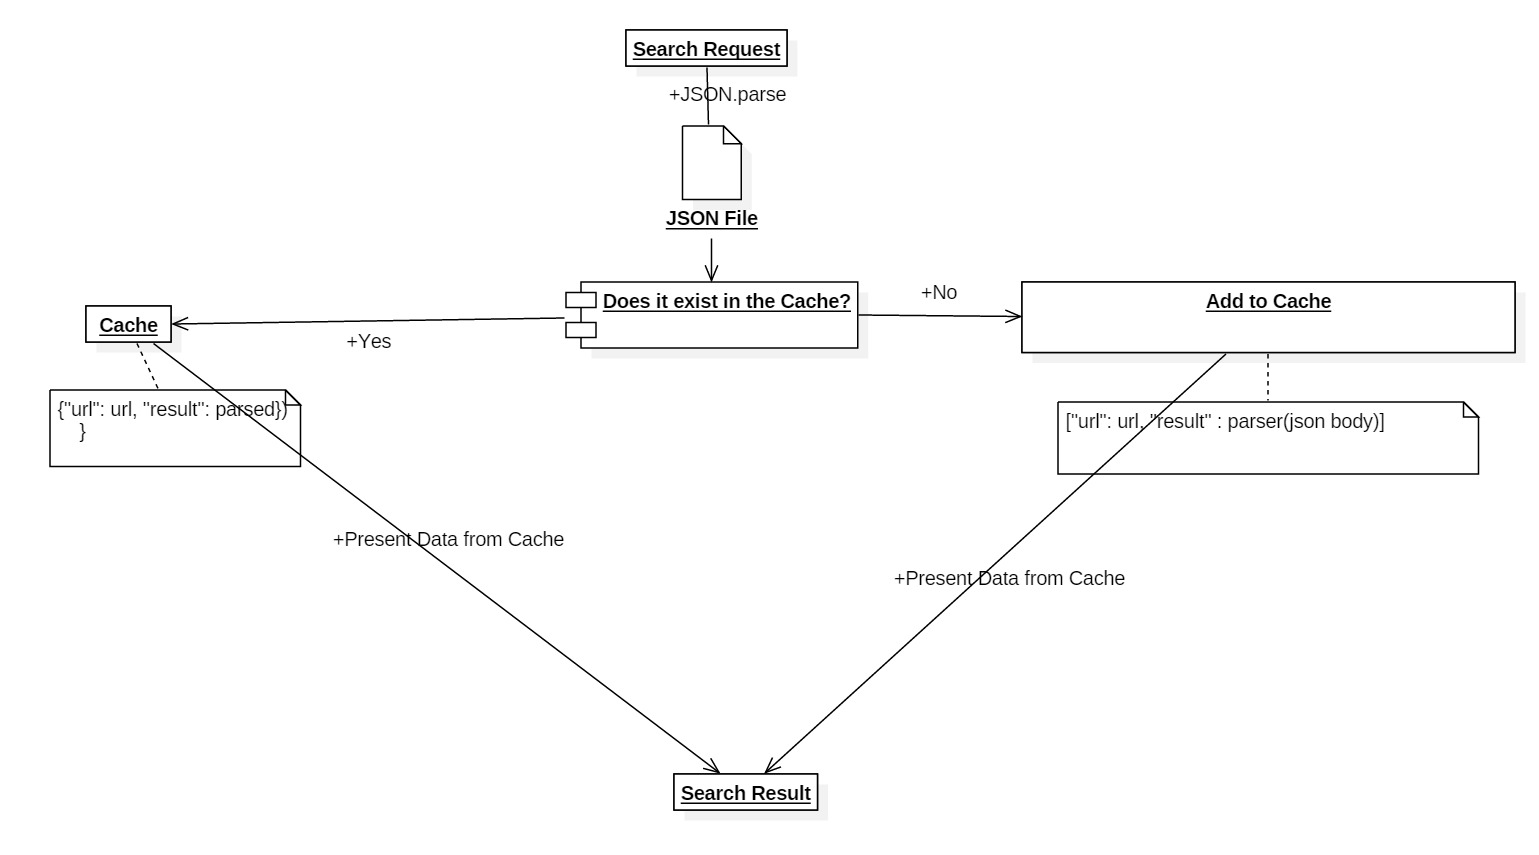 Search Request
+JSON.parse
JSON File
Does it exist in the Cache?
+No
Add to Cache
Cache
+Yes
{"url": url, "result": parsed})
}
["url": url, "result" : parser(json body)]
+Present Data from Cache
+Present Data from Cache
Search Result